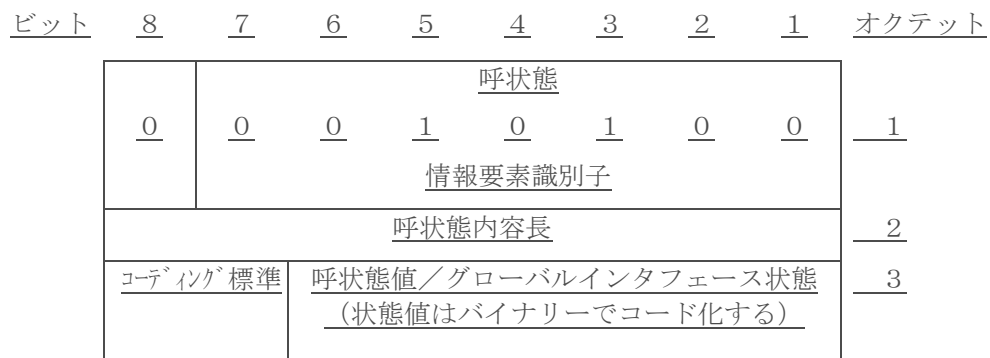 ビット 8 7 6 5 4 3 2 1 オクテット
呼状態
0 0 0 1 0 1 0 0 1
情報要素識別子
呼状態内容長 2
コーディング標準 呼状態値/グローバルインタフェース状態 3
(状態値はバイナリーでコード化する)